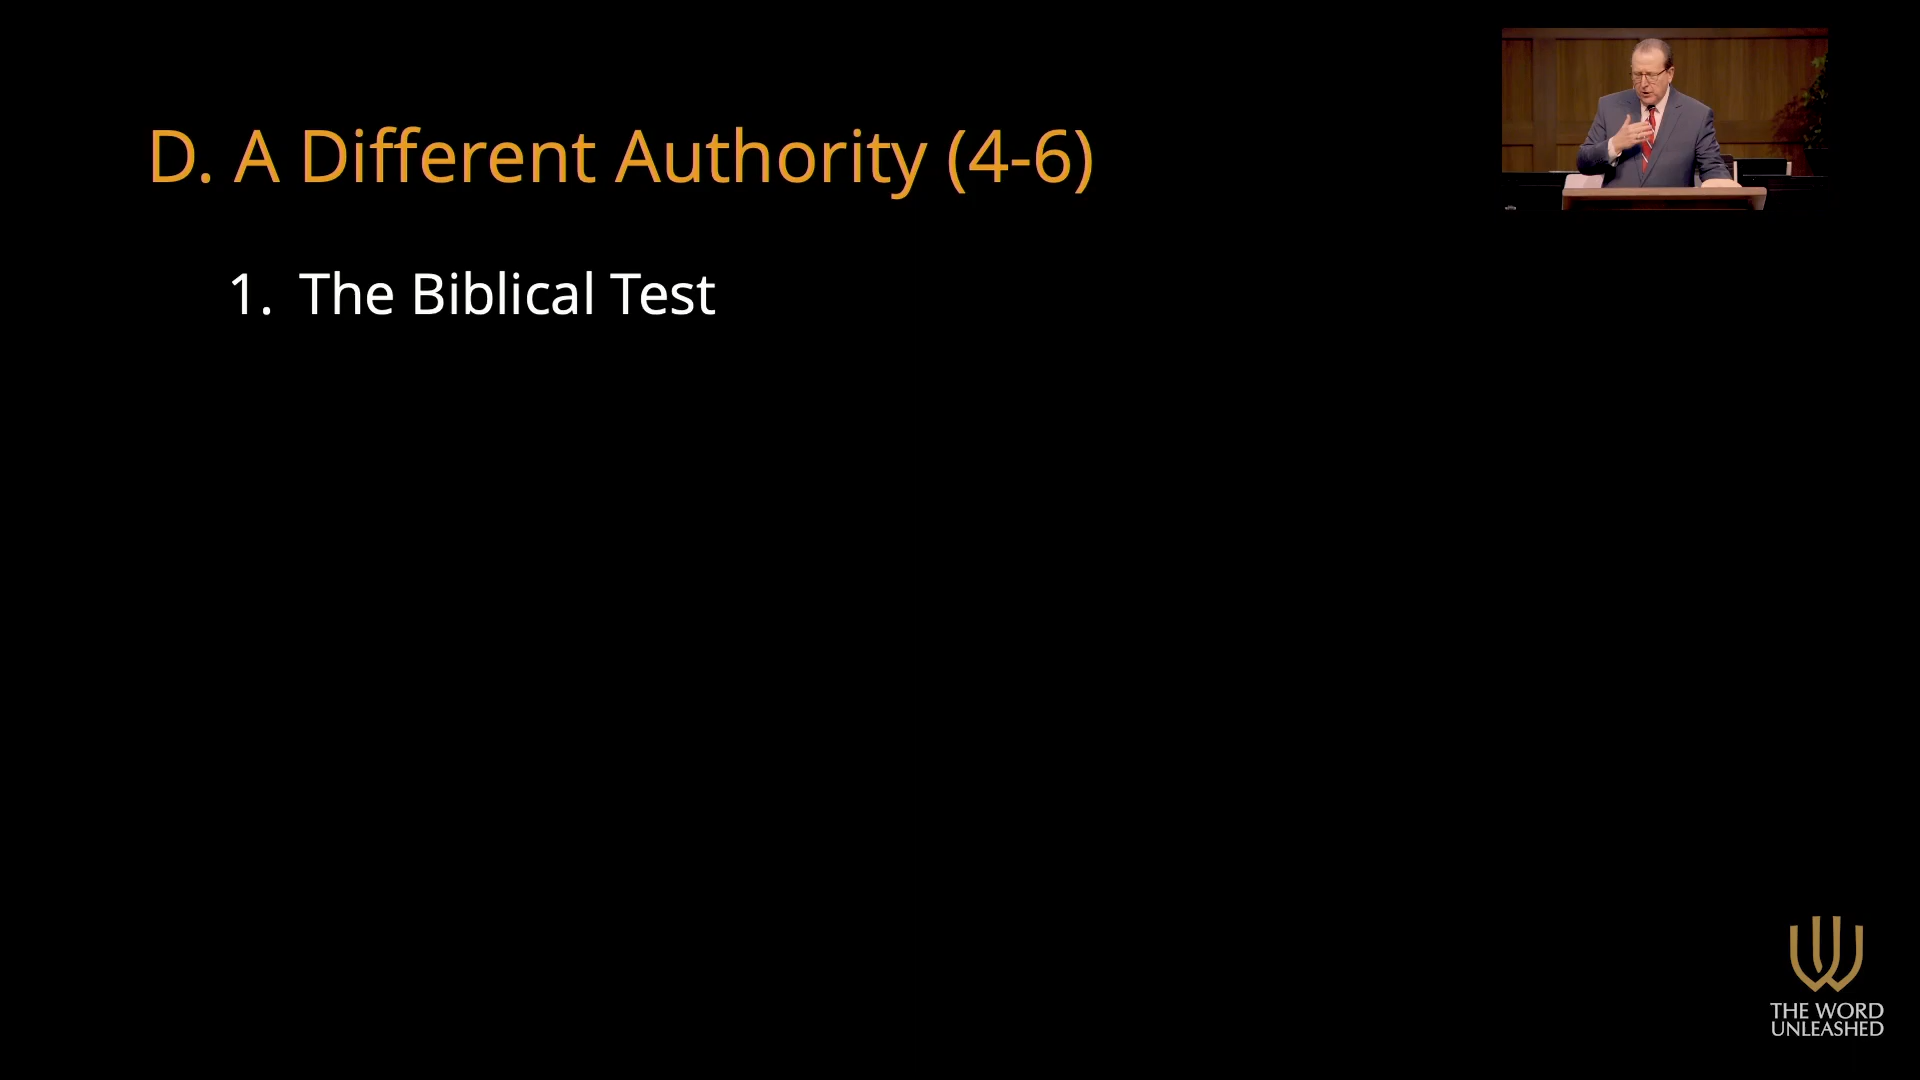 D. A Different Authority (4-6)
1. The Biblical Test
THE WORD
UNLEASHED